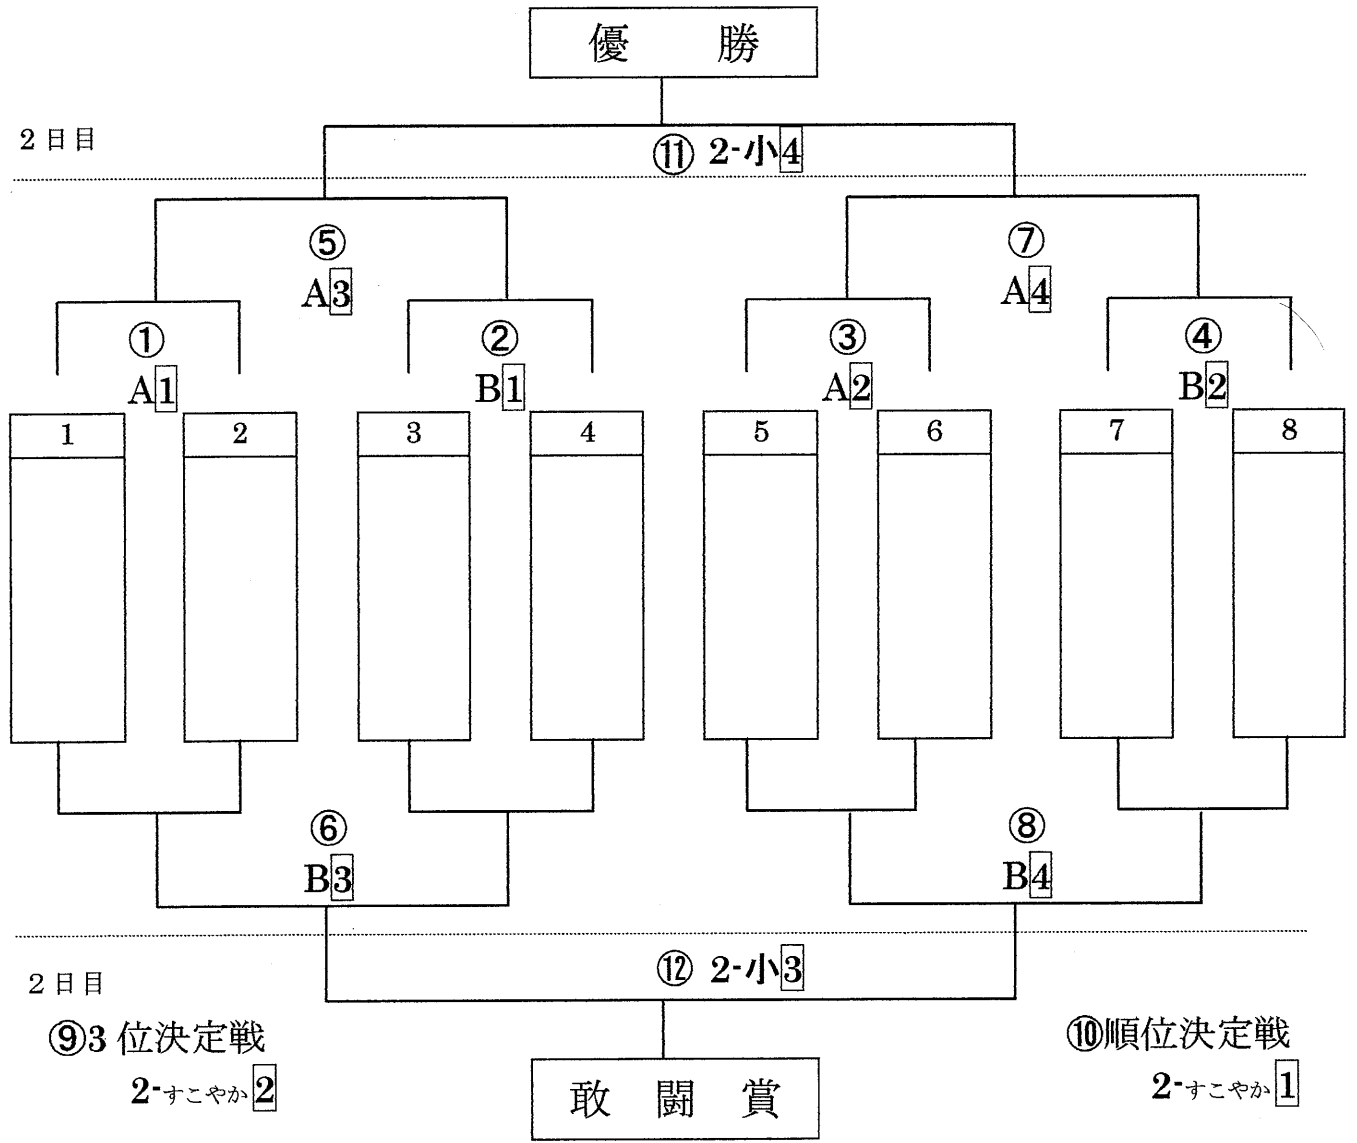 優 勝
2日目
⑪ 2-小4
⑤ ⑦
A3 A4
① ② ③ ④
A1 B1 A2 B2
1 2 3 4 5 6 7 8
⑥ ⑧
B3 B4
⑫ 2-小3
2日目
⑨3位決定戦 ⑩順位決定戦
2-すこやか2 2-すこやか1
敢 闘 賞